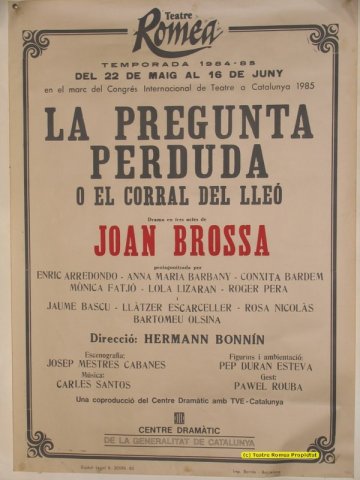 Teatre
Romea
TEMPORADA 1984-85
DEL 22 DE MAIG AL 16 DE JUNY
en el marc del Congrés Internacional de Teatre a Catalunya 1985
LA PREGUNTA
PERDUDA
O EL CORRAL DEL LLEÓ
Drama en tres actes de
JOAN BROSSA
protagonitzada per
ENRIC ARREDONDO - ANNA MARIA BARBANY - CONXITA BARDEM
MÒNICA FATJÓ - LOLA LIZARAN - ROGER PERA
i
JAUME BASCU - LLÀTZER ESCARCELLER - ROSA NICOLÀS
BARTOMEU OLSINA
Direcció: HERMANN BONNÍN
Escenografia: Figurins i ambientació:
JOSEP MESTRES CABANES PEP DURAN ESTEVA
Música: Gest:
CARLES SANTOS PAWEL ROUBA
Una coproducció del Centre Dramàtic amb TVE-Catalunya
CENTRE DRAMÀTIC
DE LA GENERALITAT DE CATALUNYA
(c) Teatre Romea Propietat